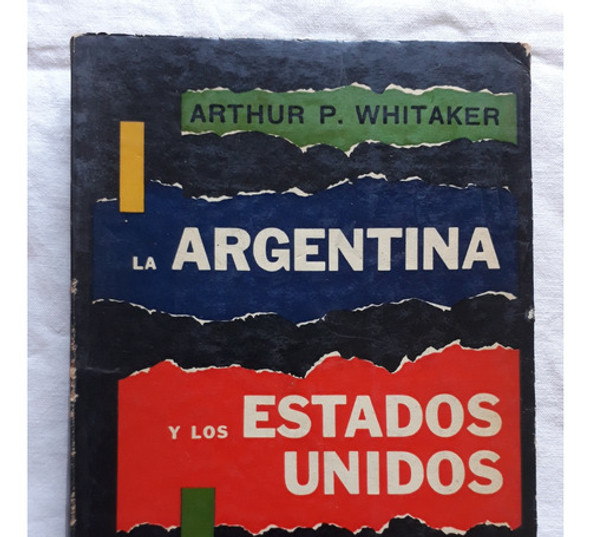 ARTHUR P. WHITAKER
LA ARGENTINA
Y LOS ESTADOS
UNIDOS